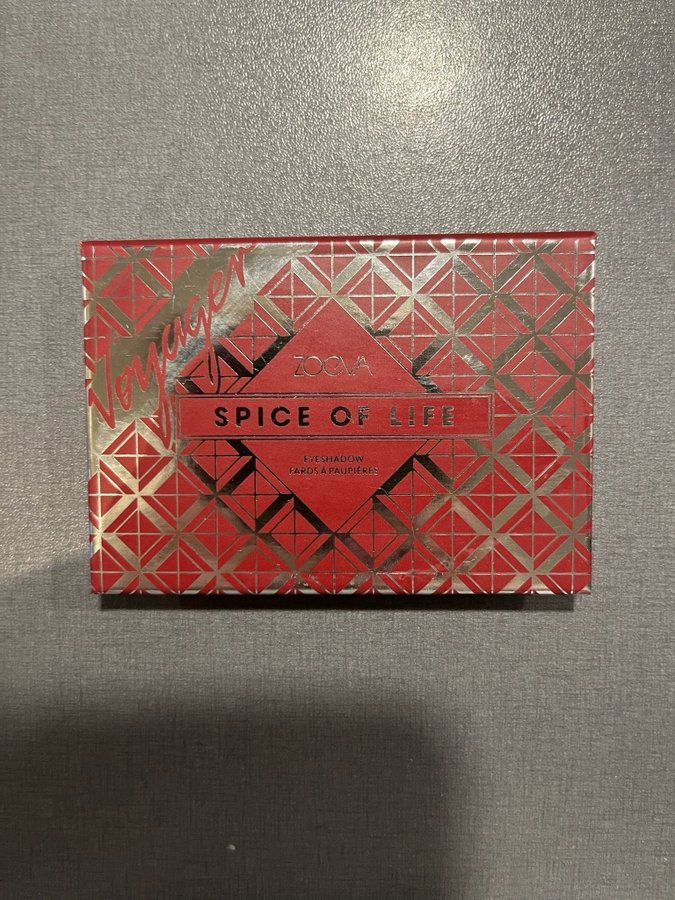 Voyager
ZOEVA
SPICE OF LIFE
EYESHADOW
FARDS À PAUPIÈRES